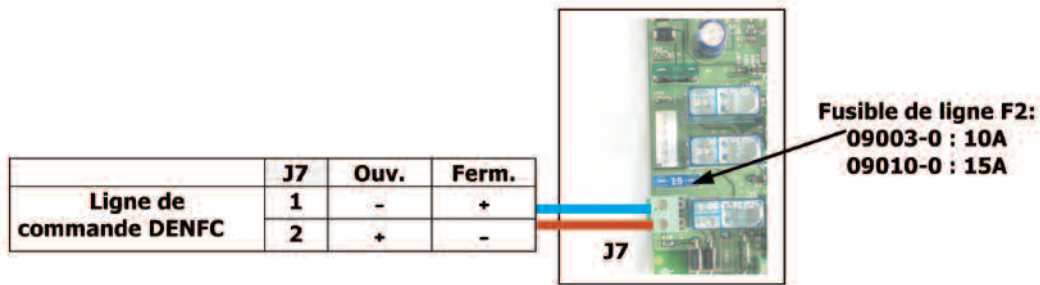 Fusible de ligne F2:
09003-0 : 10A
09010-0 : 15A
J7 Ouv. Ferm.
Ligne de commande DENFC
1 - +
2 + -
15
J7